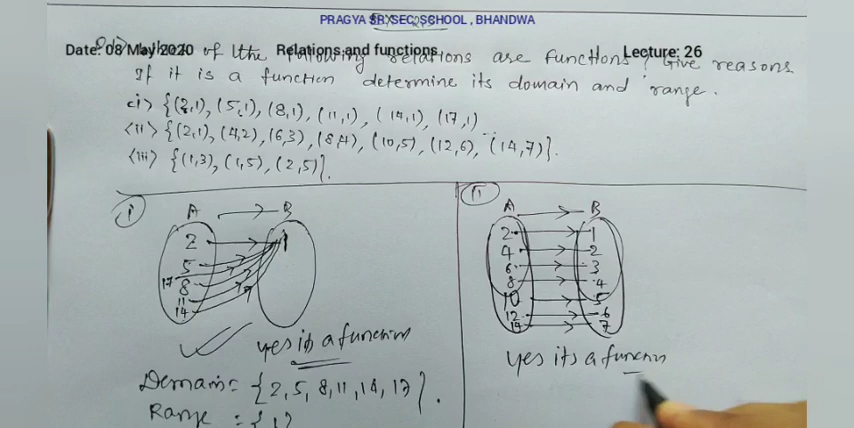 PRAGYA SR. SEC. SCHOOL , BHANDWA
Date: 08 May 2020 Relations and functions Lecture: 26
of the following relations are functions? Give reasons
If it is a function determine its domain and range.
(i) {(2,1), (5,1), (8,1), (11,1), (14,1), (17,1)
(ii) {(2,1), (4,2), (6,3), (8,4), (10,5), (12,6), (14,7)}.
(iii) {(1,3), (1,5), (2,5)}.
(i)
A B
2 1
5
17
8
11
14
yes it is a function
Domain = {2, 5, 8, 11, 14, 17}.
Range = {1}
(ii)
A B
2 1
4 2
6 3
8 4
10 5
12 6
14 7
yes its a function